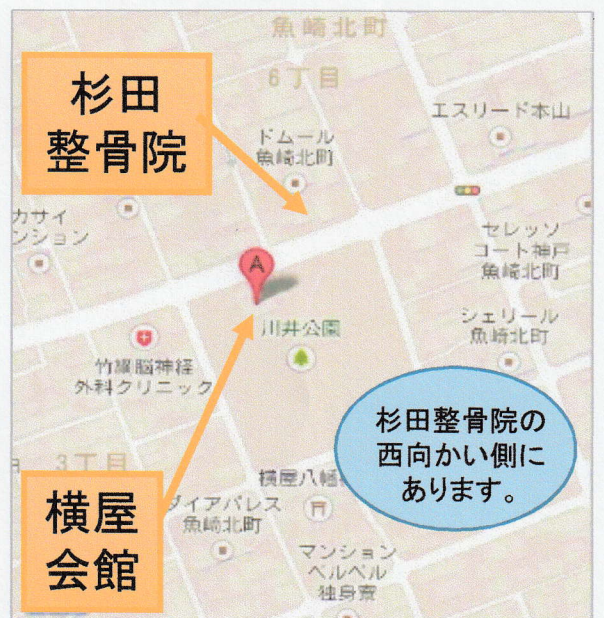 魚崎北町
6丁目
杉田
整骨院
エスリード本山
ドムール
魚崎北町
カサイ
ンション
セレッソ
コート神戸
魚崎北町
A
川井公園
シェリール
魚崎北町
竹綱脳神経
外科クリニック
杉田整骨院の
西向かい側に
あります。
3丁目
横屋八幡
横屋
会館
ダイアパレス
魚崎北町
マンション
ベルベル
独身寮